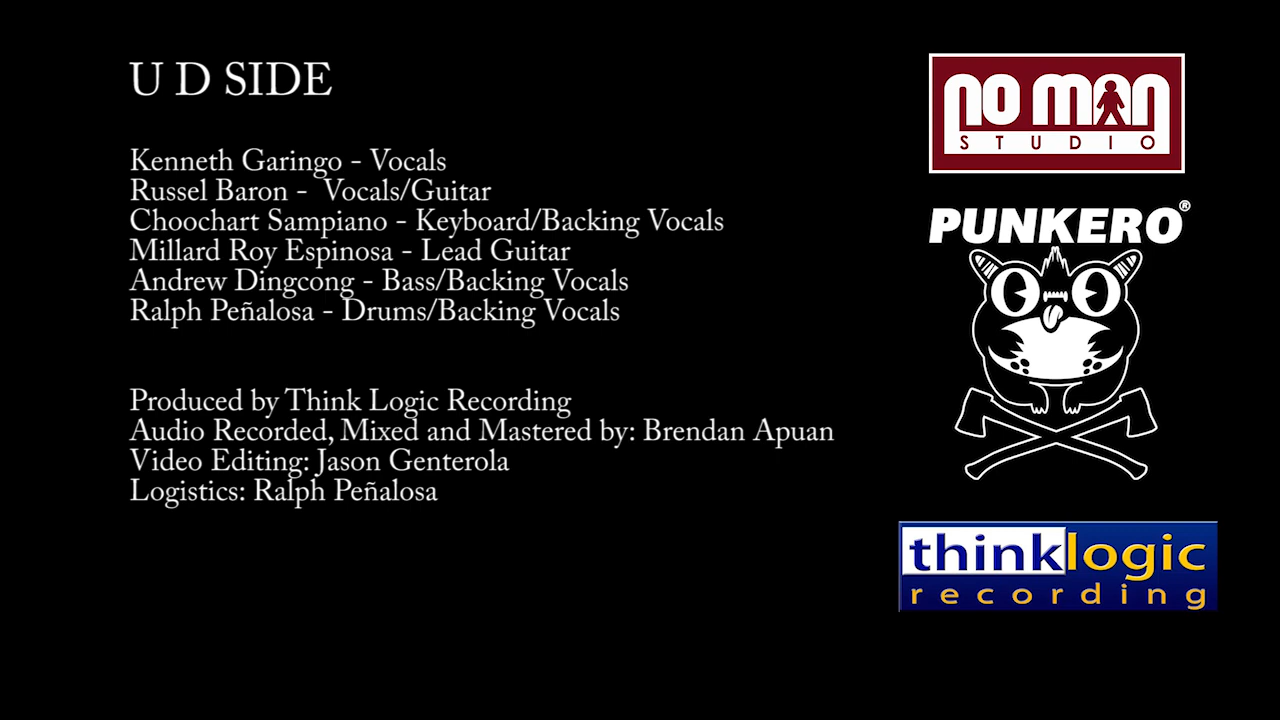 U D SIDE
Kenneth Garingo - Vocals
Russel Baron -  Vocals/Guitar
Choochart Sampiano - Keyboard/Backing Vocals
Millard Roy Espinosa - Lead Guitar
Andrew Dingcong - Bass/Backing Vocals
Ralph Peñalosa - Drums/Backing Vocals
Produced by Think Logic Recording
Audio Recorded, Mixed and Mastered by: Brendan Apuan
Video Editing: Jason Genterola
Logistics: Ralph Peñalosa
no man
STUDIO
PUNKERO®
thinklogic
recording